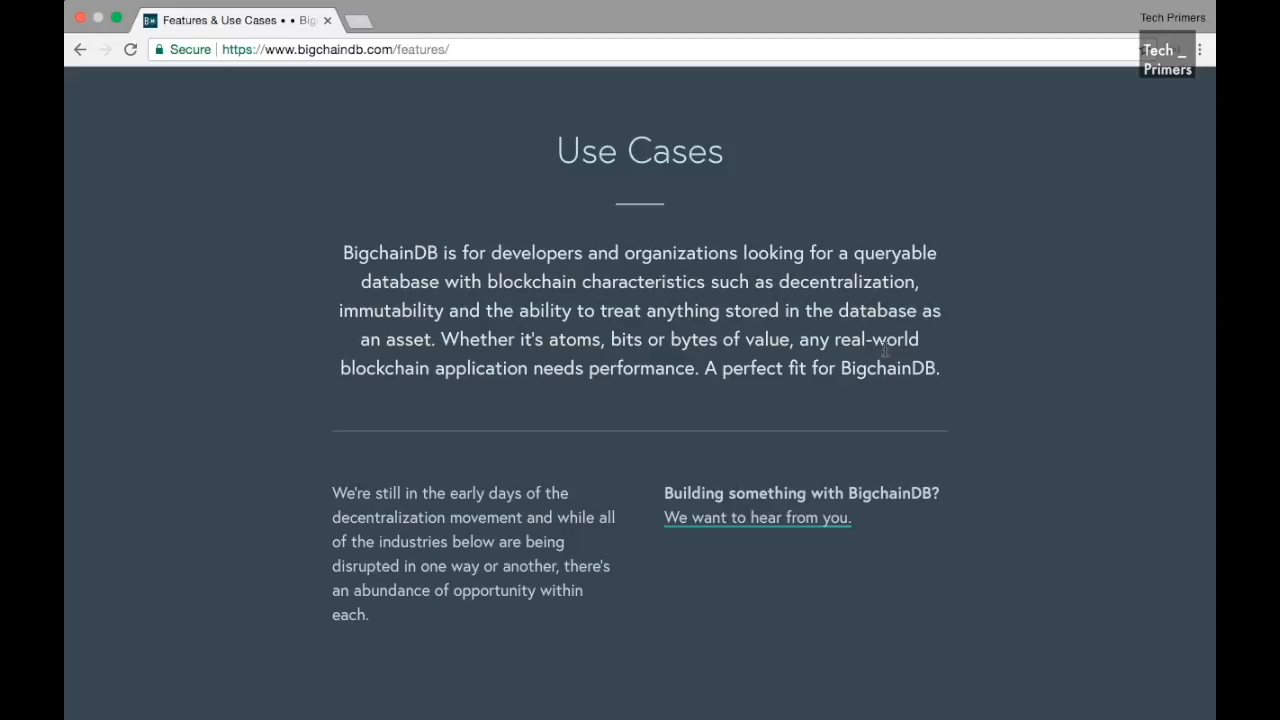 Features & Use Cases • • Big
Tech Primers
Secure
https://www.bigchaindb.com/features/
Tech _
Primers
Use Cases
BigchainDB is for developers and organizations looking for a queryable
database with blockchain characteristics such as decentralization,
immutability and the ability to treat anything stored in the database as
an asset. Whether it's atoms, bits or bytes of value, any real-world
blockchain application needs performance. A perfect fit for BigchainDB.
We're still in the early days of the
decentralization movement and while all
of the industries below are being
disrupted in one way or another, there's
an abundance of opportunity within
each.
Building something with BigchainDB?
We want to hear from you.